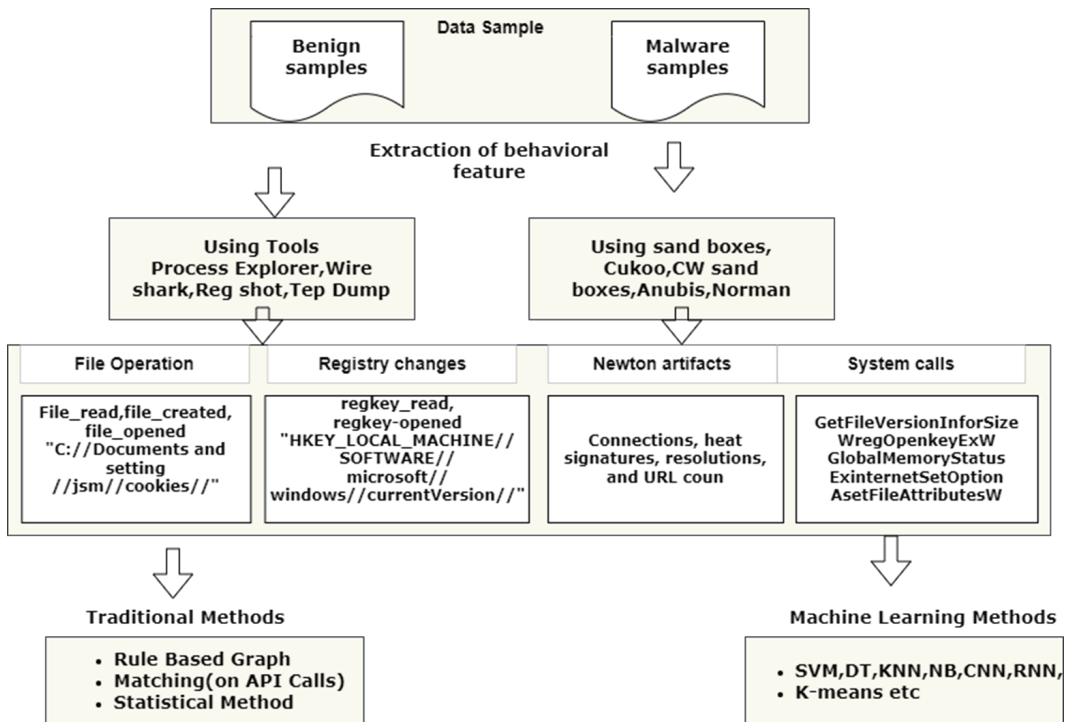 Data Sample
Benign
samples
Malware
samples
Extraction of behavioral
feature
Using Tools
Process Explorer,Wire
shark,Reg shot,Tep Dump
Using sand boxes,
Cukoo,CW sand
boxes,Anubis,Norman
File Operation
Registry changes
Newton artifacts
System calls
File_read,file_created,
file_opened
"C://Documents and
setting
//jsm//cookies//"
regkey_read,
regkey-opened
"HKEY_LOCAL_MACHINE//
SOFTWARE//
microsoft//
windows//currentVersion//"
Connections, heat
signatures, resolutions,
and URL coun
GetFileVersionInforSize
WregOpenkeyExW
GlobalMemoryStatus
ExinternetSetOption
AsetFileAttributesW
Traditional Methods
• Rule Based Graph
• Matching(on API Calls)
• Statistical Method
Machine Learning Methods
• SVM,DT,KNN,NB,CNN,RNN,
• K-means etc